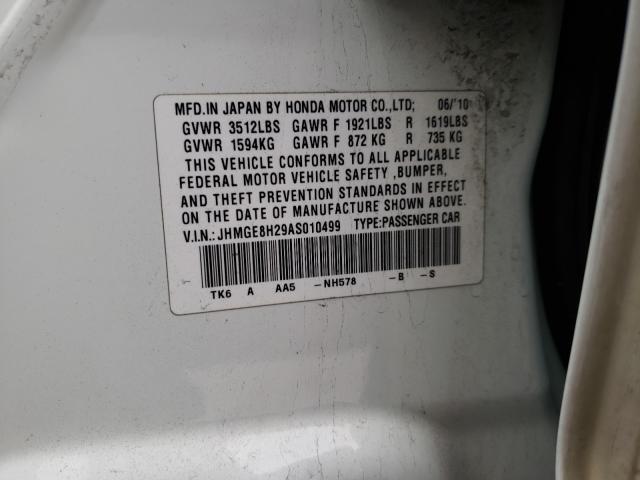 MFD.IN JAPAN BY HONDA MOTOR CO.,LTD; 06/'10
GVWR 3512LBS GAWR F 1921LBS R 1619LBS
GVWR 1594KG GAWR F 872 KG R 735 KG
THIS VEHICLE CONFORMS TO ALL APPLICABLE
FEDERAL MOTOR VEHICLE SAFETY ,BUMPER,
AND THEFT PREVENTION STANDARDS IN EFFECT
ON THE DATE OF MANUFACTURE SHOWN ABOVE.
V.I.N.:JHMGE8H29AS010499 TYPE:PASSENGER CAR
TK6 A AA5 -NH578 -B -S